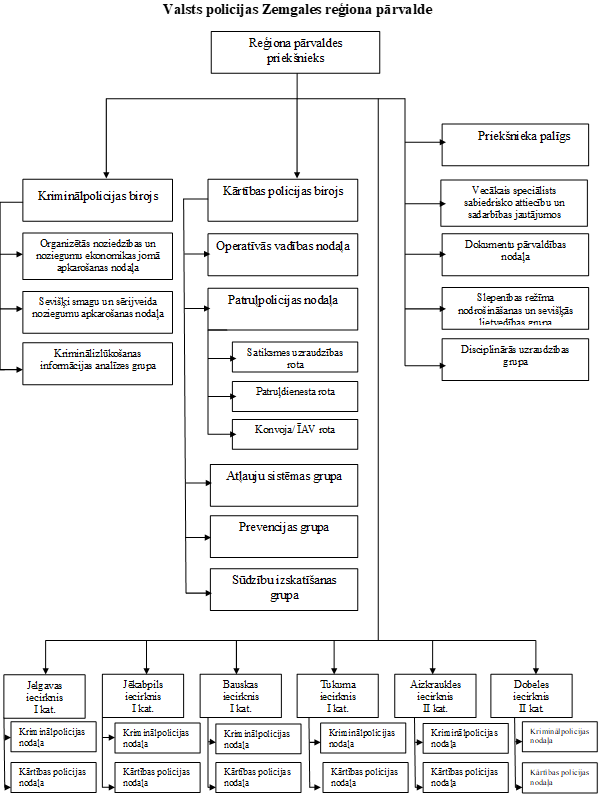 Valsts policijas Zemgales reģiona pārvalde
Reģiona pārvaldes
priekšnieks
Priekšnieka palīgs
Kriminālpolicijas birojs
Kārtības policijas birojs
Vecākais speciālists
sabiedrisko attiecību un
sadarbības jautājumos
Organizētās noziedzības un
noziegumu ekonomikas jomā
apkarošanas nodaļa
Operatīvās vadības nodaļa
Dokumentu pārvaldības
nodaļa
Sevišķi smagu un sērijveida
noziegumu apkarošanas nodaļa
Patruļpolicijas nodaļa
Slepenības režīma
nodrošināšanas un sevišķās
lietvedības grupa
Kriminālizlūkošanas
informācijas analīzes grupa
Satiksmes uzraudzības
rota
Disciplinārās uzraudzības
grupa
Patruļdienesta rota
Konvoja/ ĪAV rota
Atļauju sistēmas grupa
Prevencijas grupa
Sūdzību izskatīšanas
grupa
Jelgavas
iecirknis
I kat.
Jēkabpils
iecirknis
I kat.
Bauskas
iecirknis
I kat.
Tukuma
iecirknis
I kat.
Aizkraukles
iecirknis
II kat.
Dobeles
iecirknis
II kat.
Kriminālpolicijas
nodaļa
Kriminālpolicijas
nodaļa
Kriminālpolicijas
nodaļa
Kriminālpolicijas
nodaļa
Kriminālpolicijas
nodaļa
Kriminālpolicijas
nodaļa
Kārtības policijas
nodaļa
Kārtības policijas
nodaļa
Kārtības policijas
nodaļa
Kārtības policijas
nodaļa
Kārtības policijas
nodaļa
Kārtības policijas
nodaļa